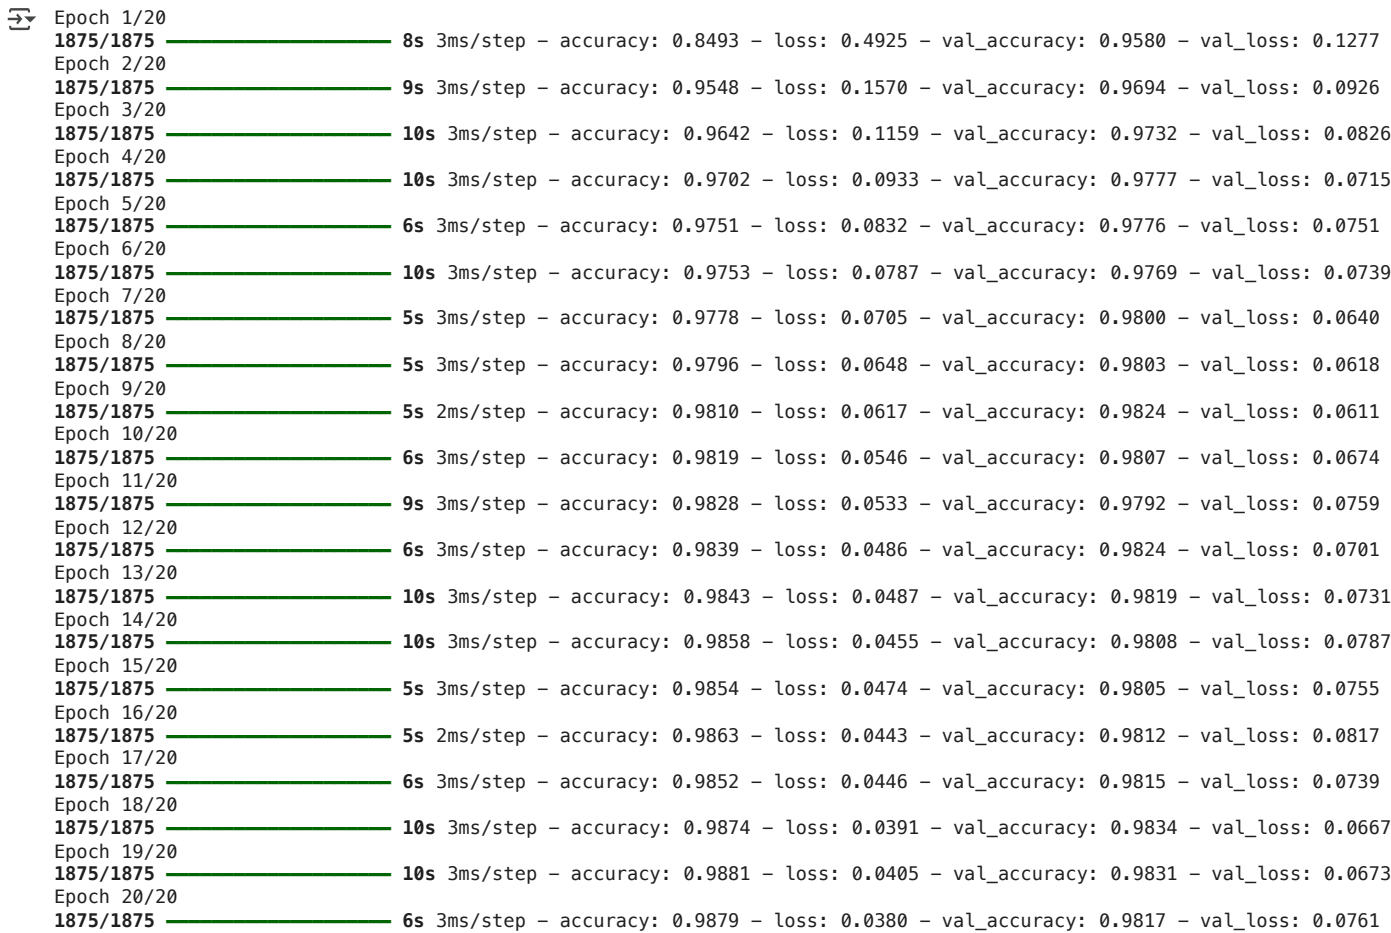 Epoch 1/20
1875/1875 ━━━━━━━━━━━━━━━━━━━━ 8s 3ms/step – accuracy: 0.8493 – loss: 0.4925 – val_accuracy: 0.9580 – val_loss: 0.1277
Epoch 2/20
1875/1875 ━━━━━━━━━━━━━━━━━━━━ 9s 3ms/step – accuracy: 0.9548 – loss: 0.1570 – val_accuracy: 0.9694 – val_loss: 0.0926
Epoch 3/20
1875/1875 ━━━━━━━━━━━━━━━━━━━━ 10s 3ms/step – accuracy: 0.9642 – loss: 0.1159 – val_accuracy: 0.9732 – val_loss: 0.0826
Epoch 4/20
1875/1875 ━━━━━━━━━━━━━━━━━━━━ 10s 3ms/step – accuracy: 0.9702 – loss: 0.0933 – val_accuracy: 0.9777 – val_loss: 0.0715
Epoch 5/20
1875/1875 ━━━━━━━━━━━━━━━━━━━━ 6s 3ms/step – accuracy: 0.9751 – loss: 0.0832 – val_accuracy: 0.9776 – val_loss: 0.0751
Epoch 6/20
1875/1875 ━━━━━━━━━━━━━━━━━━━━ 10s 3ms/step – accuracy: 0.9753 – loss: 0.0787 – val_accuracy: 0.9769 – val_loss: 0.0739
Epoch 7/20
1875/1875 ━━━━━━━━━━━━━━━━━━━━ 5s 3ms/step – accuracy: 0.9778 – loss: 0.0705 – val_accuracy: 0.9800 – val_loss: 0.0640
Epoch 8/20
1875/1875 ━━━━━━━━━━━━━━━━━━━━ 5s 3ms/step – accuracy: 0.9796 – loss: 0.0648 – val_accuracy: 0.9803 – val_loss: 0.0618
Epoch 9/20
1875/1875 ━━━━━━━━━━━━━━━━━━━━ 5s 2ms/step – accuracy: 0.9810 – loss: 0.0617 – val_accuracy: 0.9824 – val_loss: 0.0611
Epoch 10/20
1875/1875 ━━━━━━━━━━━━━━━━━━━━ 6s 3ms/step – accuracy: 0.9819 – loss: 0.0546 – val_accuracy: 0.9807 – val_loss: 0.0674
Epoch 11/20
1875/1875 ━━━━━━━━━━━━━━━━━━━━ 9s 3ms/step – accuracy: 0.9828 – loss: 0.0533 – val_accuracy: 0.9792 – val_loss: 0.0759
Epoch 12/20
1875/1875 ━━━━━━━━━━━━━━━━━━━━ 6s 3ms/step – accuracy: 0.9839 – loss: 0.0486 – val_accuracy: 0.9824 – val_loss: 0.0701
Epoch 13/20
1875/1875 ━━━━━━━━━━━━━━━━━━━━ 10s 3ms/step – accuracy: 0.9843 – loss: 0.0487 – val_accuracy: 0.9819 – val_loss: 0.0731
Epoch 14/20
1875/1875 ━━━━━━━━━━━━━━━━━━━━ 10s 3ms/step – accuracy: 0.9858 – loss: 0.0455 – val_accuracy: 0.9808 – val_loss: 0.0787
Epoch 15/20
1875/1875 ━━━━━━━━━━━━━━━━━━━━ 5s 3ms/step – accuracy: 0.9854 – loss: 0.0474 – val_accuracy: 0.9805 – val_loss: 0.0755
Epoch 16/20
1875/1875 ━━━━━━━━━━━━━━━━━━━━ 5s 2ms/step – accuracy: 0.9863 – loss: 0.0443 – val_accuracy: 0.9812 – val_loss: 0.0817
Epoch 17/20
1875/1875 ━━━━━━━━━━━━━━━━━━━━ 6s 3ms/step – accuracy: 0.9852 – loss: 0.0446 – val_accuracy: 0.9815 – val_loss: 0.0739
Epoch 18/20
1875/1875 ━━━━━━━━━━━━━━━━━━━━ 10s 3ms/step – accuracy: 0.9874 – loss: 0.0391 – val_accuracy: 0.9834 – val_loss: 0.0667
Epoch 19/20
1875/1875 ━━━━━━━━━━━━━━━━━━━━ 10s 3ms/step – accuracy: 0.9881 – loss: 0.0405 – val_accuracy: 0.9831 – val_loss: 0.0673
Epoch 20/20
1875/1875 ━━━━━━━━━━━━━━━━━━━━ 6s 3ms/step – accuracy: 0.9879 – loss: 0.0380 – val_accuracy: 0.9817 – val_loss: 0.0761